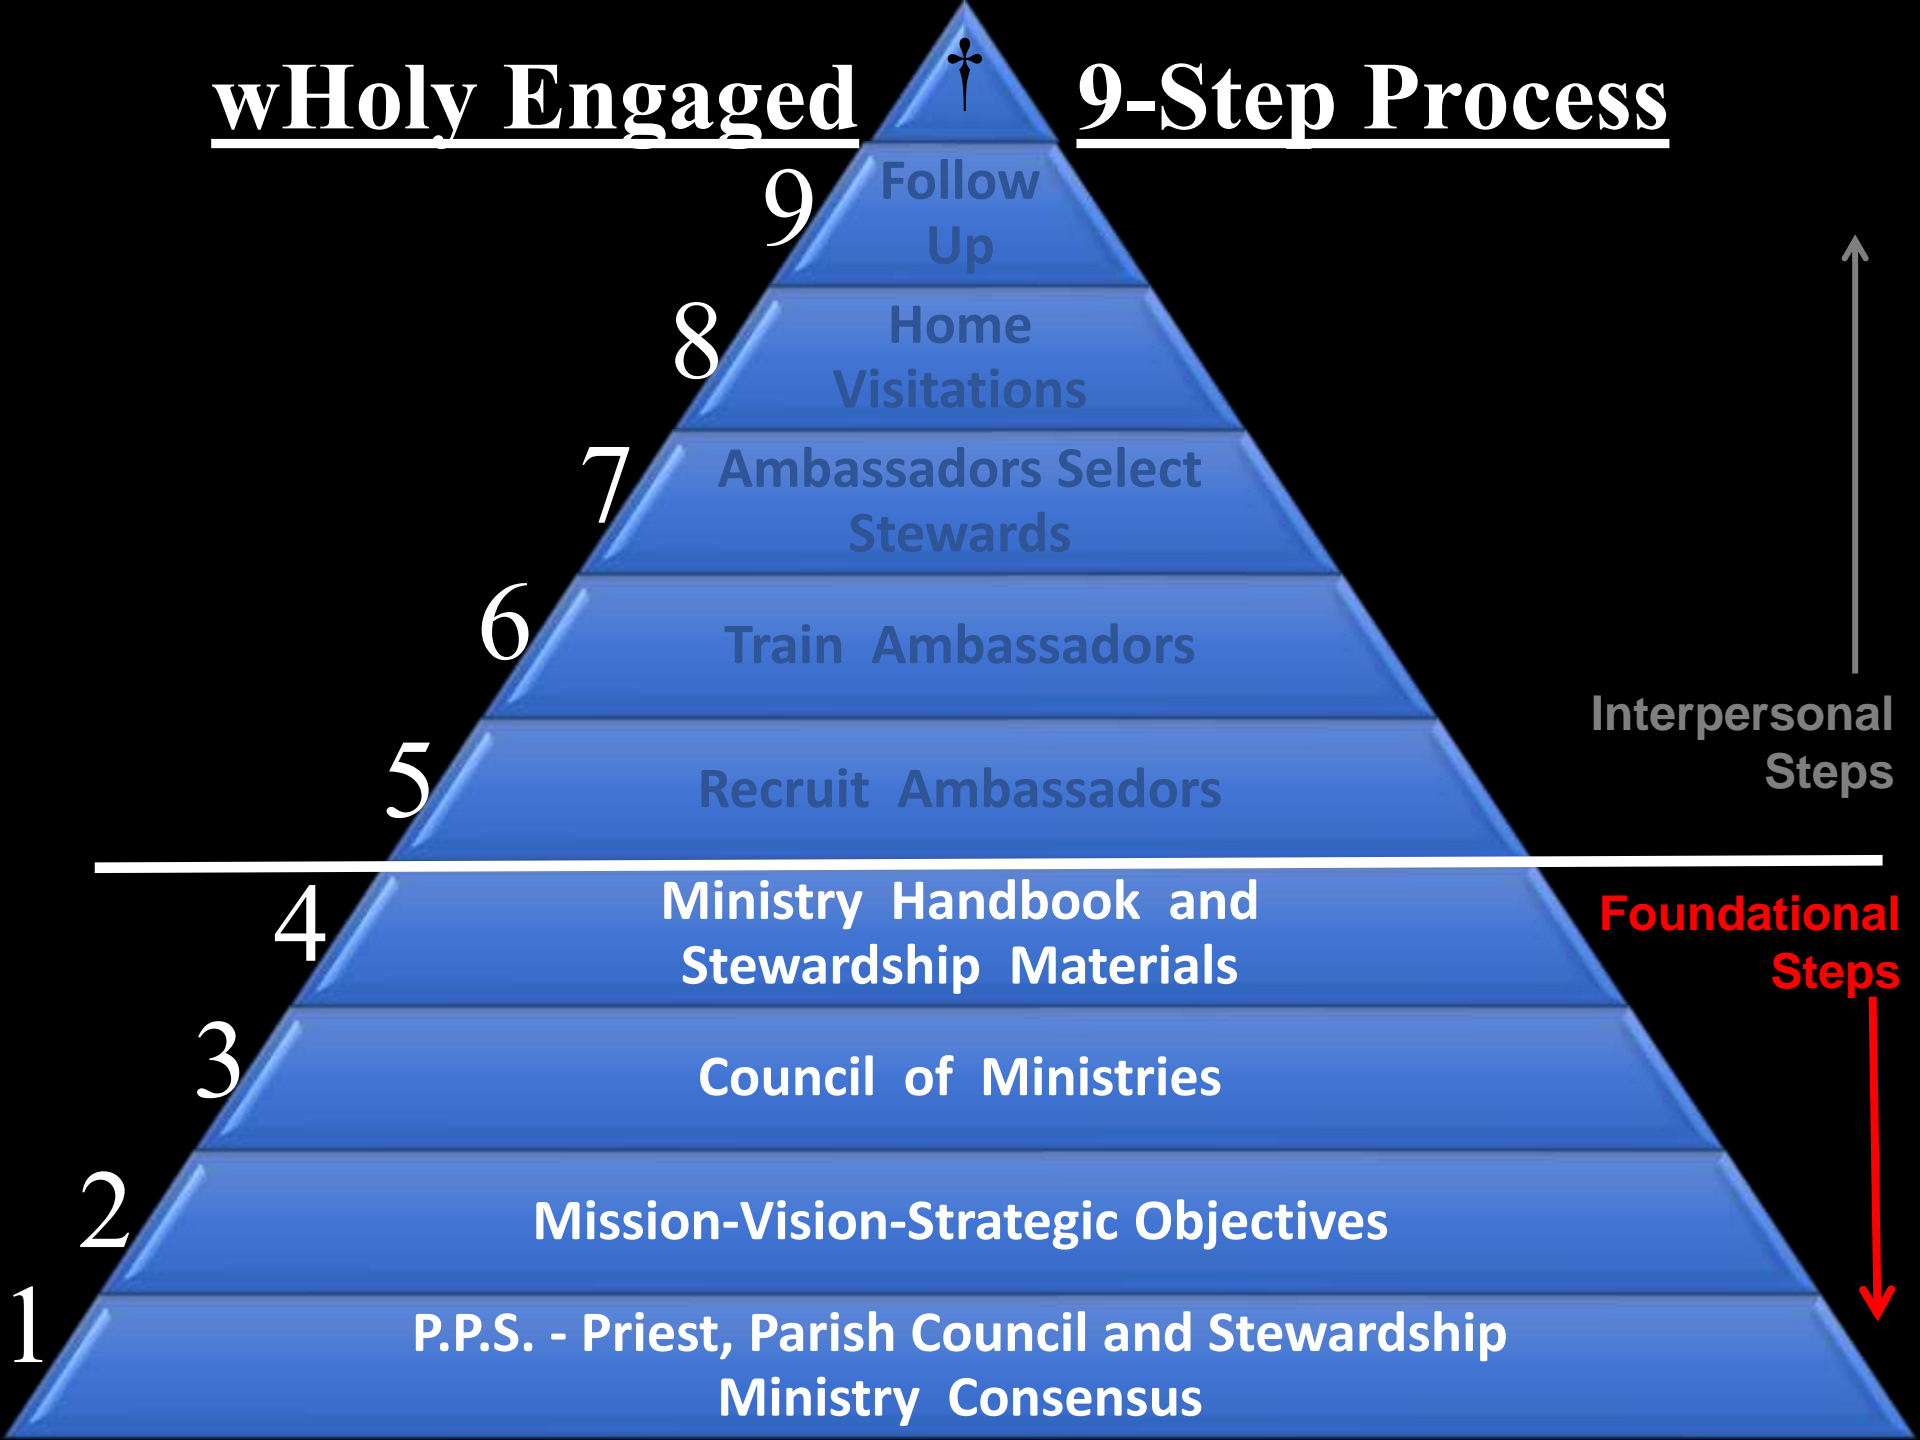 wHoly Engaged 9-Step Process
†
9
Follow
Up
8
Home
Visitations
7
Ambassadors Select
Stewards
6
Train Ambassadors
5
Recruit Ambassadors
Interpersonal
Steps
4
Ministry Handbook and
Stewardship Materials
Foundational
Steps
3
Council of Ministries
2
Mission-Vision-Strategic Objectives
1
P.P.S. - Priest, Parish Council and Stewardship
Ministry Consensus